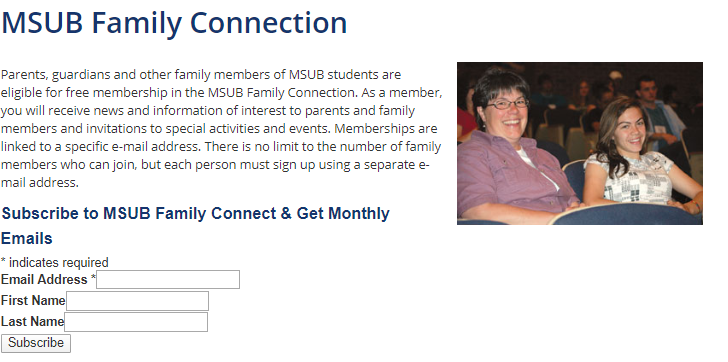 MSUB Family Connection
Parents, guardians and other family members of MSUB students are
eligible for free membership in the MSUB Family Connection. As a member,
you will receive news and information of interest to parents and family
members and invitations to special activities and events. Memberships are
linked to a specific e-mail address. There is no limit to the number of family
members who can join, but each person must sign up using a separate e-
mail address.
Subscribe to MSUB Family Connect & Get Monthly
Emails
* indicates required
Email Address *
First Name
Last Name
Subscribe